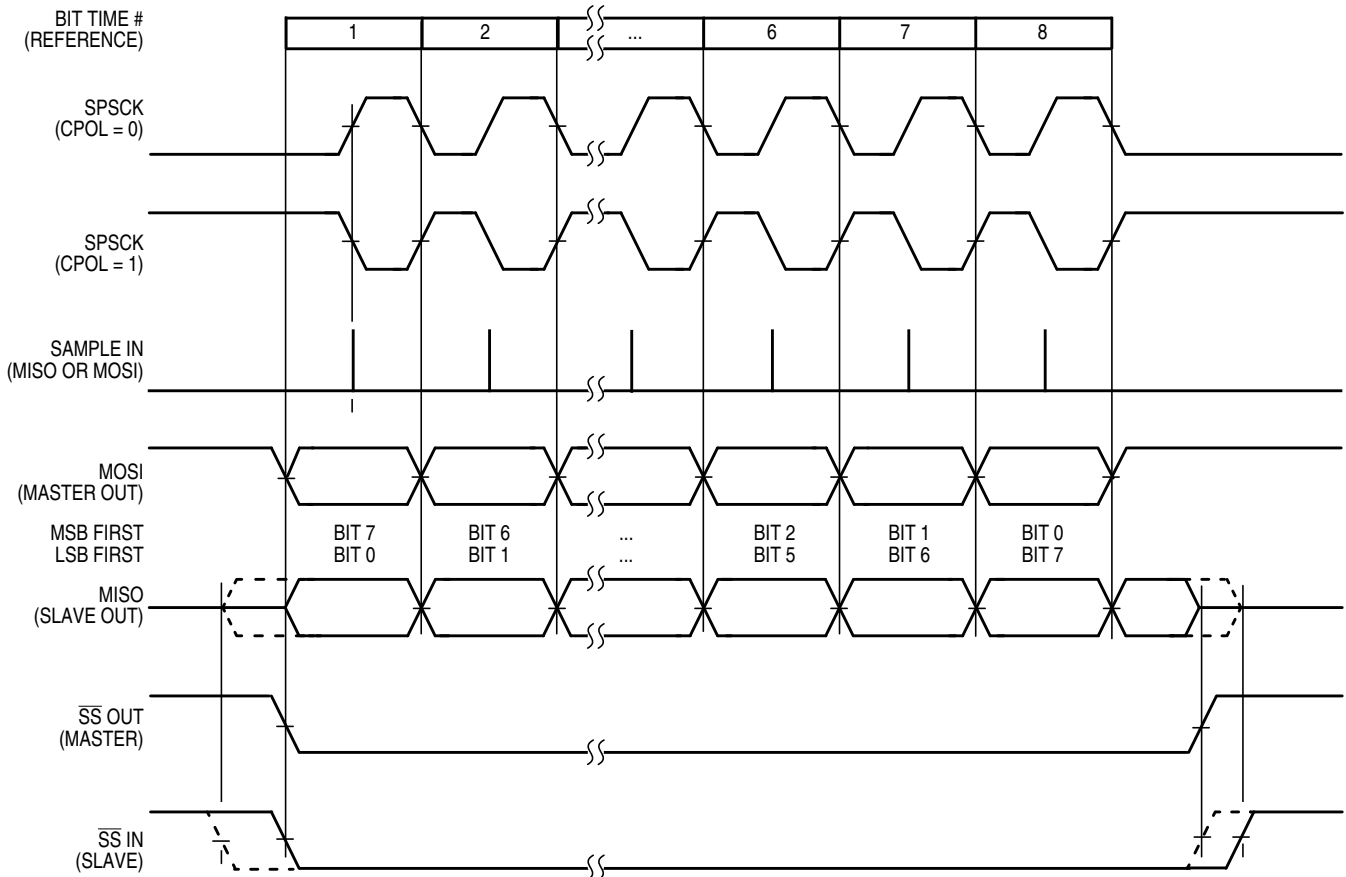 BIT TIME #
(REFERENCE)
1 2 ... 6 7 8
SPSCK
(CPOL = 0)
SPSCK
(CPOL = 1)
SAMPLE IN
(MISO OR MOSI)
MOSI
(MASTER OUT)
MSB FIRST BIT 7 BIT 6 ... BIT 2 BIT 1 BIT 0
LSB FIRST BIT 0 BIT 1 ... BIT 5 BIT 6 BIT 7
MISO
(SLAVE OUT)
S̅S̅ OUT
(MASTER)
S̅S̅ IN
(SLAVE)